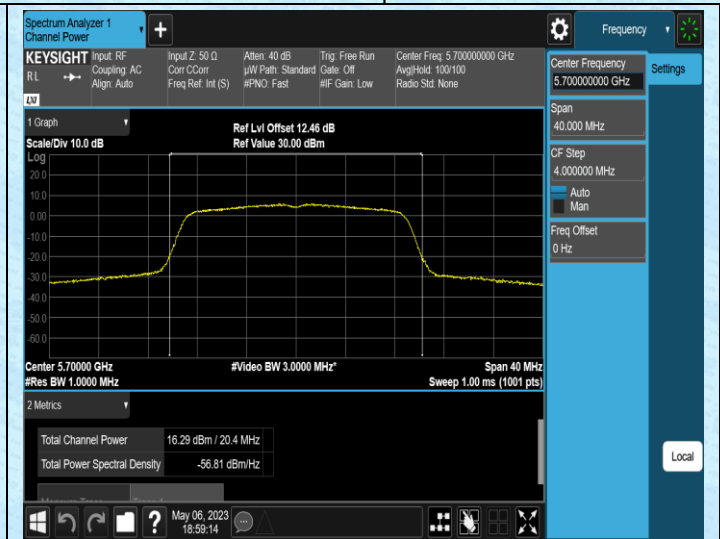 Spectrum Analyzer 1
Channel Power
+
Frequency
KEYSIGHT
R L
LXI
Input: RF
Coupling: AC
Align: Auto
Input Z: 50 Ω
Corr CCorr
Freq Ref: Int (S)
Atten: 40 dB
µW Path: Standard
#PNO: Fast
Trig: Free Run
Gate: Off
#IF Gain: Low
Center Freq: 5.700000000 GHz
Avg|Hold: 100/100
Radio Std: None
Center Frequency
5.700000000 GHz
Settings
Span
40.000 MHz
CF Step
4.000000 MHz
Auto
Man
Freq Offset
0 Hz
1 Graph
Scale/Div 10.0 dB
Ref Lvl Offset 12.46 dB
Ref Value 30.00 dBm
Log
20.0
10.0
0.00
-10.0
-20.0
-30.0
-40.0
-50.0
-60.0
Center 5.70000 GHz
#Res BW 1.0000 MHz
#Video BW 3.0000 MHz*
Span 40 MHz
Sweep 1.00 ms (1001 pts)
2 Metrics
Total Channel Power 16.29 dBm / 20.4 MHz
Total Power Spectral Density -56.81 dBm/Hz
Local
?
May 06, 2023
18:59:14